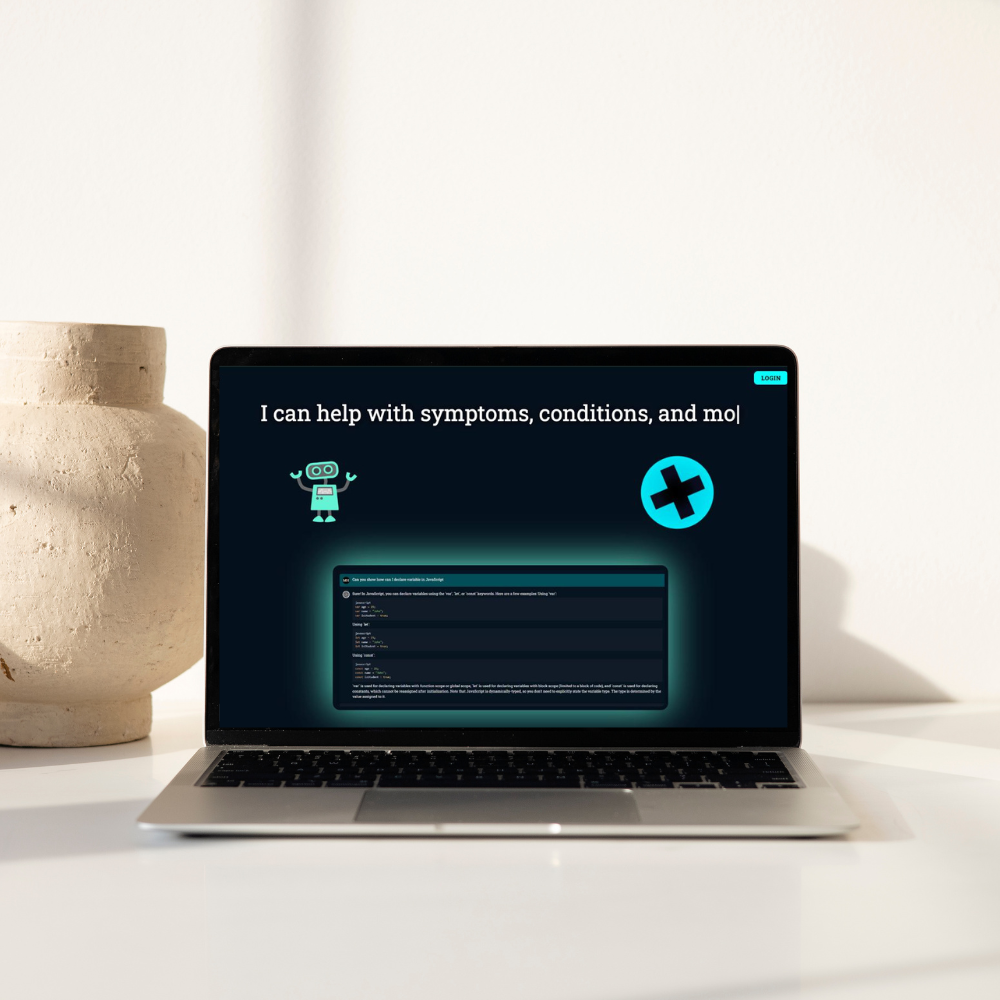 LOGIN
I can help with symptoms, conditions, and mo|
Can you show how can I declare variable in JavaScript
Sure! In JavaScript, you can declare variables using the 'var', 'let', or 'const' keywords. Here are a few examples: Using 'var':
Using 'let':
Using 'const':
'var' is used for declaring variables with function scope or global scope, 'let' is used for declaring variables with block scope (limited to a block of code), and 'const' is used for declaring
constants, which cannot be reassigned after initialization. Note that JavaScript is dynamically typed, so you don't need to explicitly state the variable type. The type is determined by the
value assigned to it.